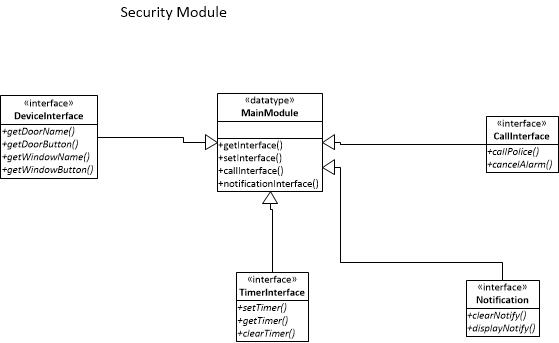 Security Module
«interface»
DeviceInterface
+getDoorName()
+getDoorButton()
+getWindowName()
+getWindowButton()
«datatype»
MainModule
+getInterface()
+setInterface()
+callInterface()
+notificationInterface()
«interface»
CallInterface
+callPolice()
+cancelAlarm()
«interface»
TimerInterface
+setTimer()
+getTimer()
+clearTimer()
«interface»
Notification
+clearNotify()
+displayNotify()